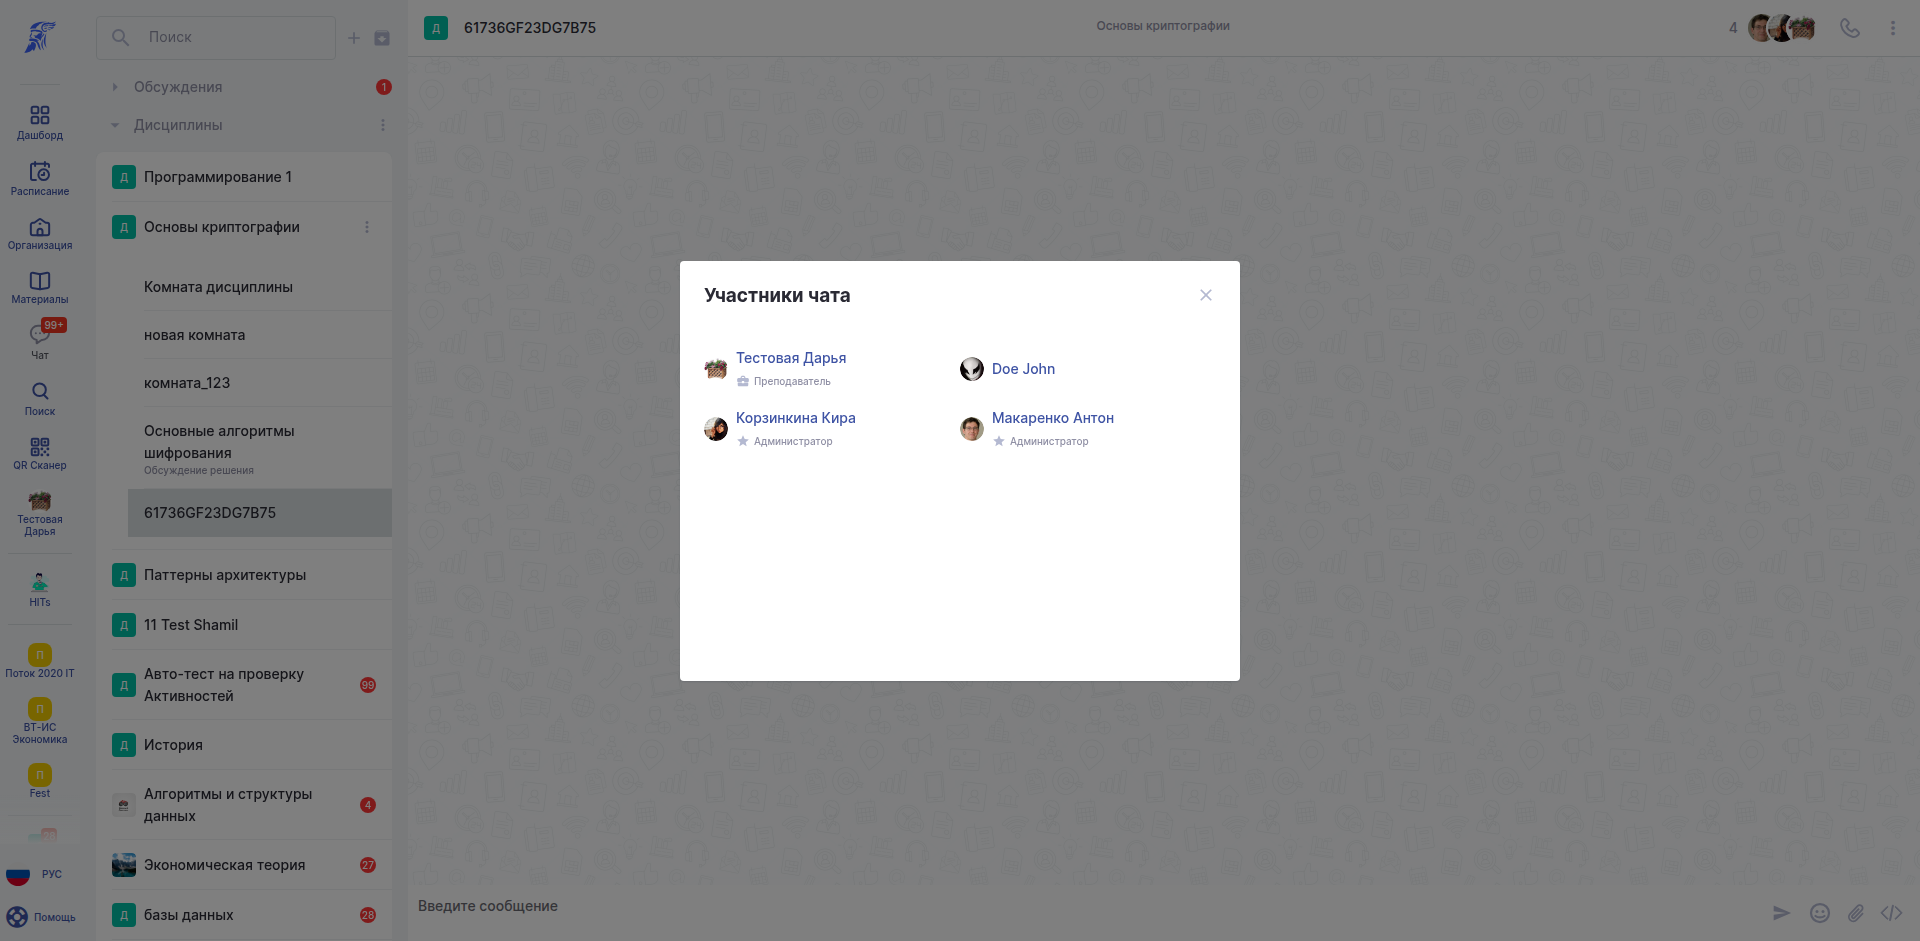 Дашборд
Расписание
Организация
Материалы
99+
Чат
Поиск
QR Сканер
Тестовая
Дарья
HITs
П
Поток 2020 IT
П
ВТ-ИС
Экономика
П
Fest
28
РУС
Помощь
Поиск
Обсуждения
1
Дисциплины
Д Программирование 1
Д Основы криптографии
Комната дисциплины
новая комната
комната_123
Основные алгоритмы
шифрования
Обсуждение решения
61736GF23DG7B75
Д Паттерны архитектуры
Д 11 Test Shamil
Д Авто-тест на проверку
Активностей
99
Д История
Алгоритмы и структуры
данных
4
Экономическая теория 27
Д базы данных 28
Д 61736GF23DG7B75
Основы криптографии
4
Участники чата
Тестовая Дарья
Преподаватель
Doe John
Корзинкина Кира
Администратор
Макаренко Антон
Администратор
Введите сообщение